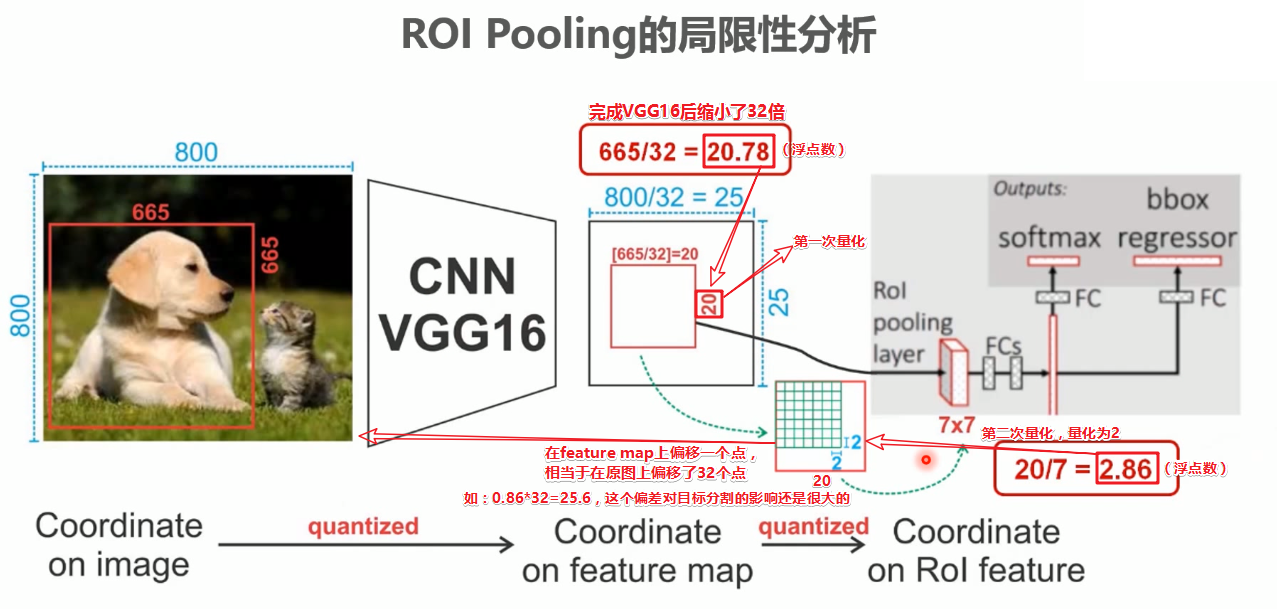 ROI Pooling的局限性分析
完成VGG16后缩小了32倍
665/32 = 20.78
(浮点数)
800
800
665
665
CNN
VGG16
800/32 = 25
25
[665/32]=20
20
第一次量化
Outputs:
softmax
bbox
regressor
FC
FC
RoI
pooling
layer
FCs
7x7
2
2
20
第二次量化，量化为2
20/7 = 2.86
(浮点数)
在feature map上偏移一个点，
相当于在原图上偏移了32个点
如：0.86*32=25.6，这个偏差对目标分割的影响还是很大的
Coordinate
on image
quantized
Coordinate
on feature map
quantized
Coordinate
on RoI feature